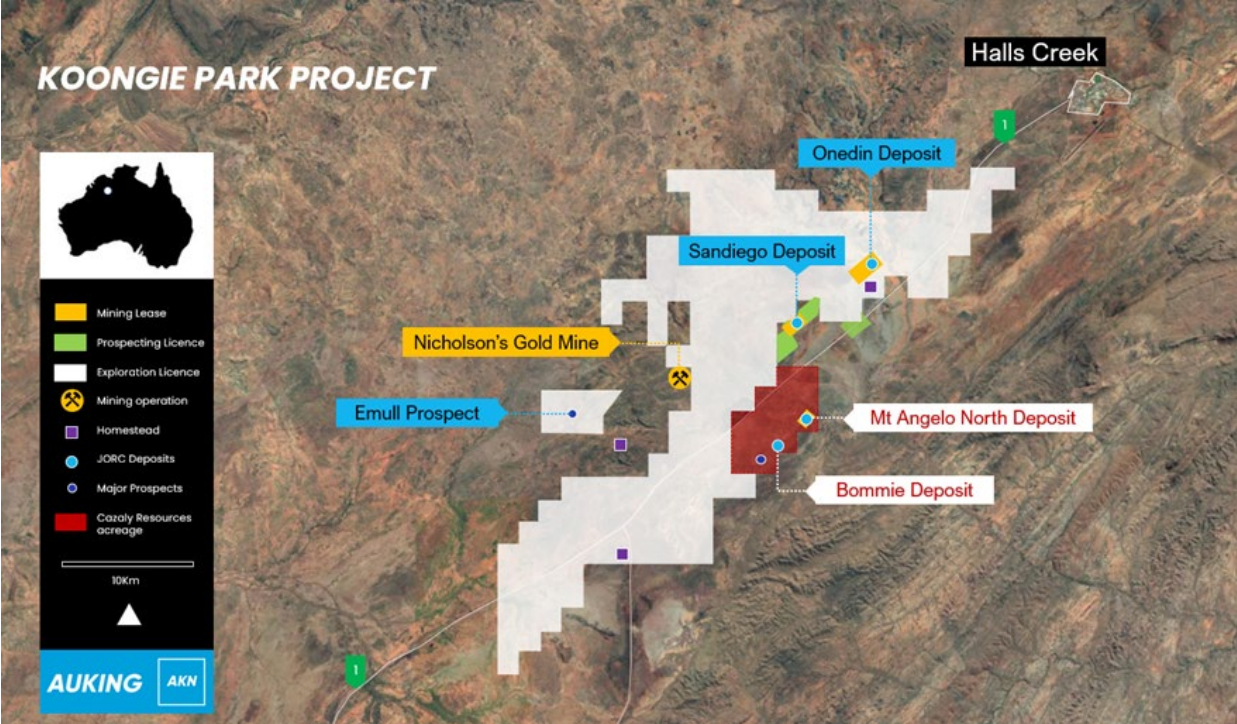 KOONGIE PARK PROJECT
Halls Creek
1
Onedin Deposit
Sandiego Deposit
Nicholson's Gold Mine
Emull Prospect
Mt Angelo North Deposit
Bommie Deposit
1
Mining Lease
Prospecting Licence
Exploration Licence
Mining operation
Homestead
JORC Deposits
Major Prospects
Cazaly Resources
acreage
10Km
AUKING
AKN